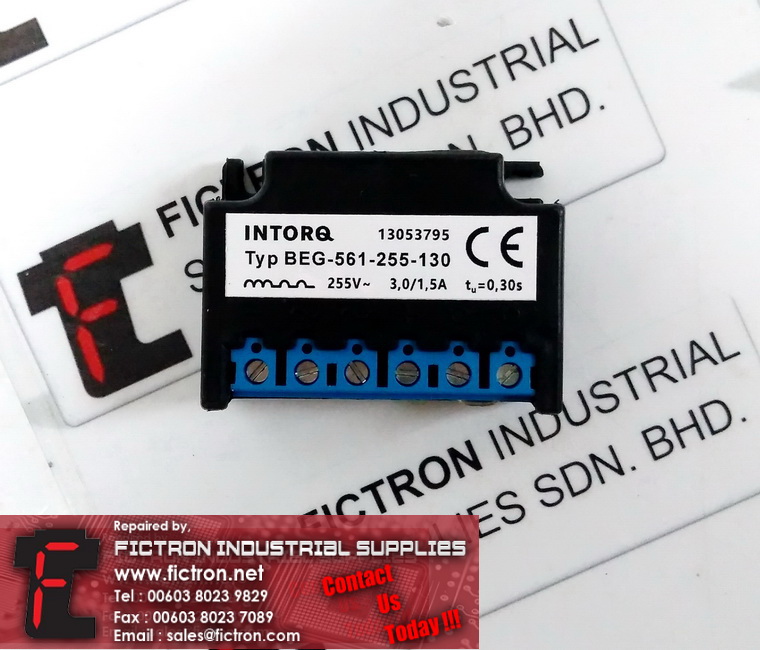 FICTRON INDUSTRIAL
BHD.
INTORQ 13053795
Typ BEG-561-255-130
CE
255V~ 3,0/1,5A tu=0,30s
FICTRON INDUSTRIAL
SDN. BHD.
Repaired by,
FICTRON INDUSTRIAL SUPPLIES
www.fictron.net
Tel : 00603 8023 9829
Fax : 00603 8023 7089
Email : sales@fictron.com
Contact
Us
Today !!!